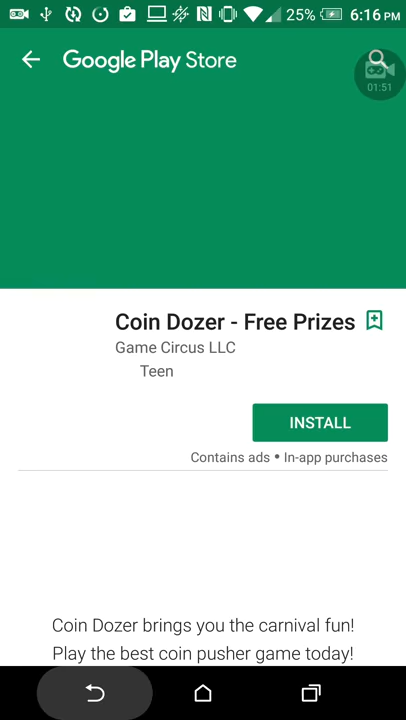 25% 6:16 PM
Google Play Store
01:51
Coin Dozer - Free Prizes
Game Circus LLC
Teen
INSTALL
Contains ads • In-app purchases
Coin Dozer brings you the carnival fun!
Play the best coin pusher game today!